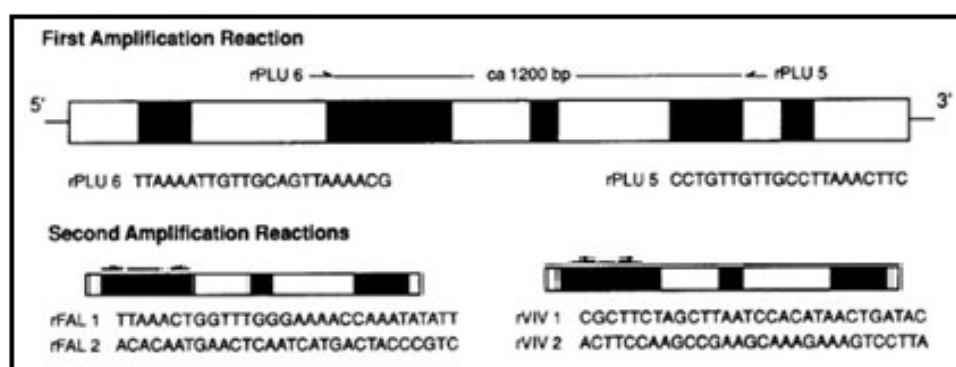 First Amplification Reaction
rPLU 6 ca 1200 bp rPLU 5
5' 3'
rPLU 6 TTAAAATTGTTGCAGTTAAAACG rPLU 5 CCTGTTGTTGCCTTAAACTTC
Second Amplification Reactions
rFAL 1 TTAAACTGGTTTGGGAAAACCAAATATATT rVIV 1 CGCTTCTAGCTTAATCCACATAACTGATAC
rFAL 2 ACACAATGAACTCAATCATGACTACCCGTC rVIV 2 ACTTCCAAGCCGAAGCAAAGAAAGTCCTTA